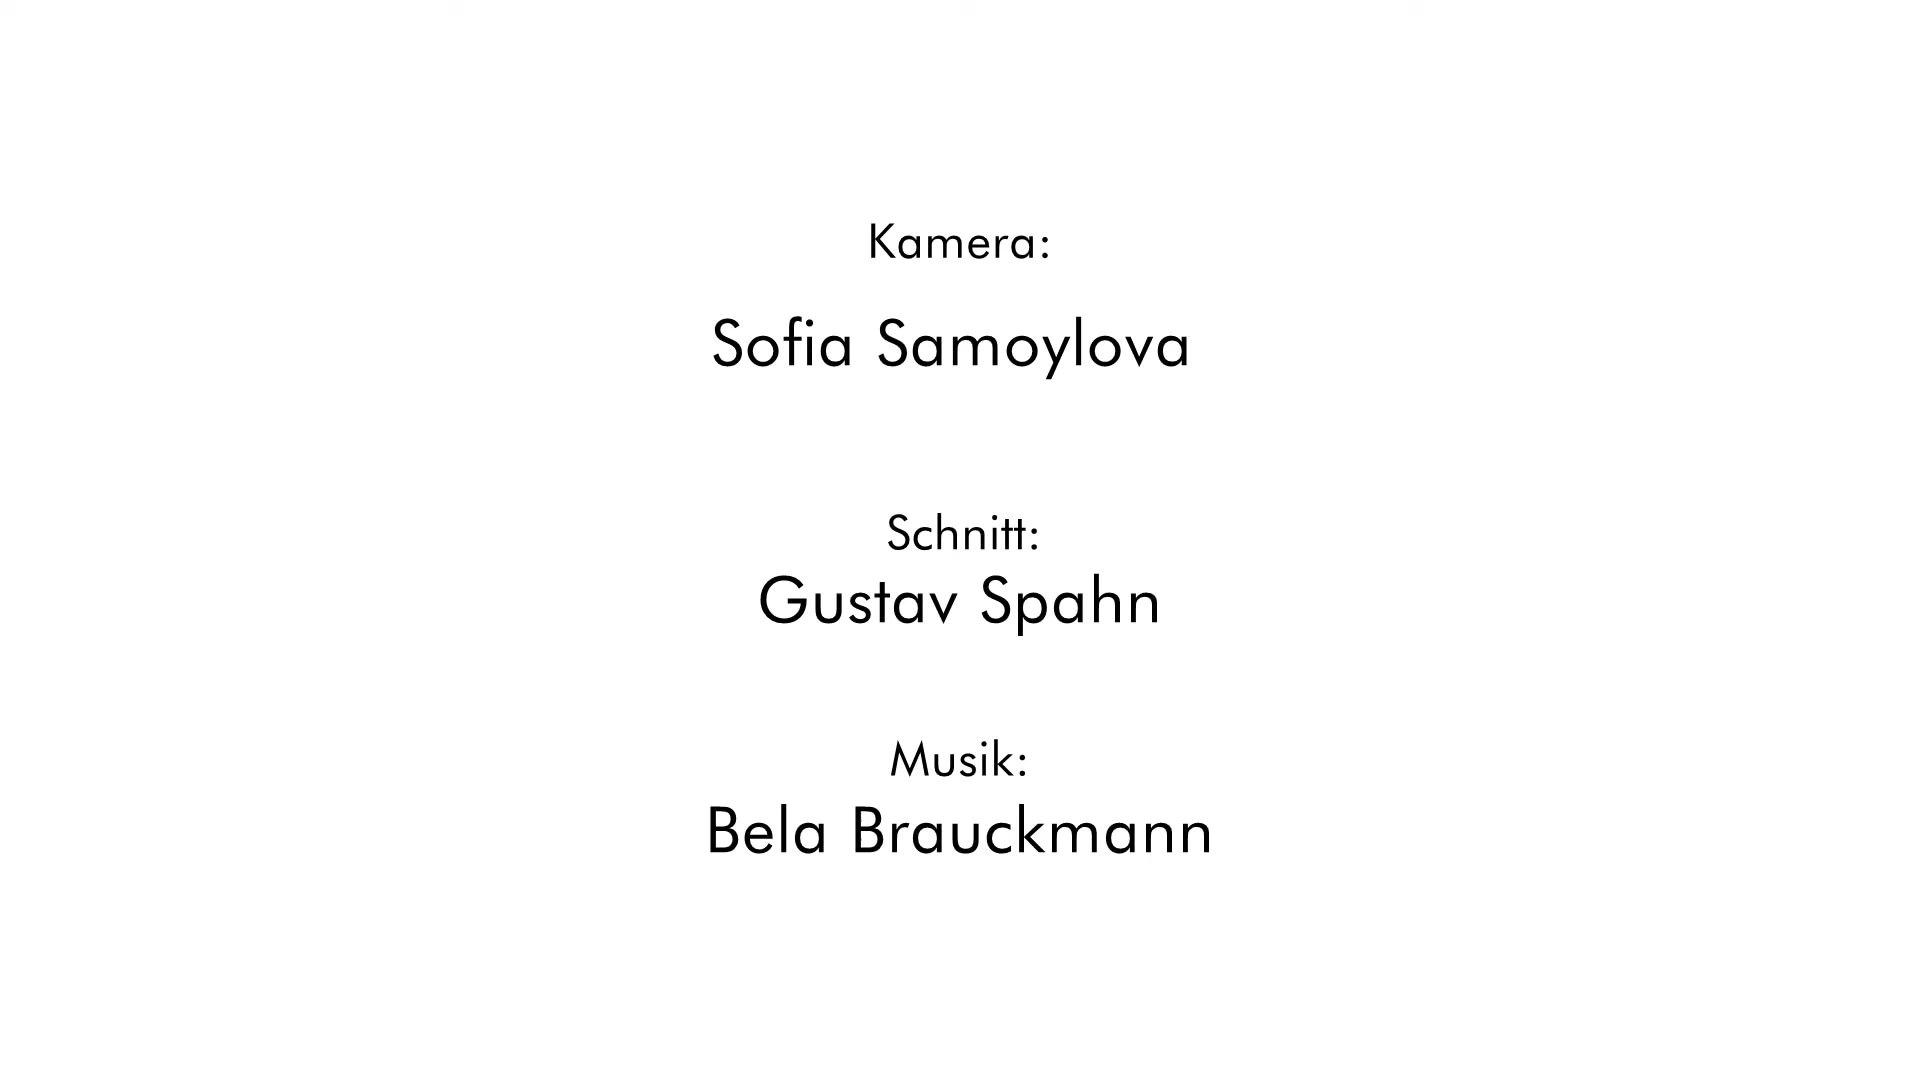 Kamera:
Sofia Samoylova
Schnitt:
Gustav Spahn
Musik:
Bela Brauckmann